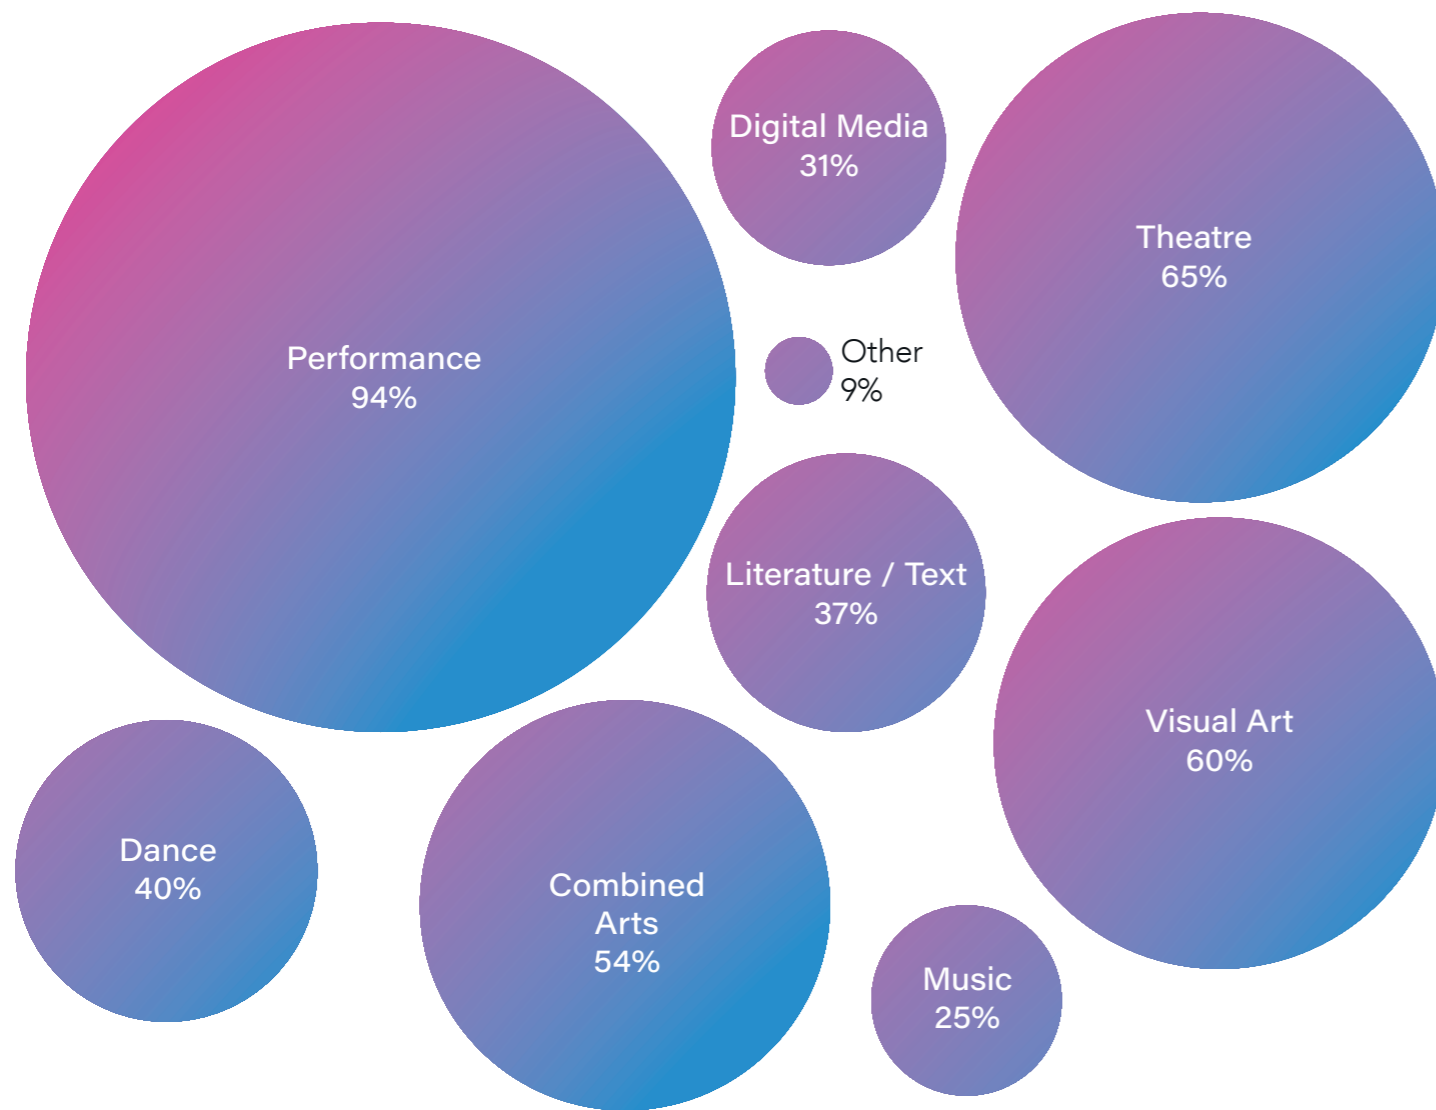 Performance
94%
Digital Media
31%
Theatre
65%
Other
9%
Literature / Text
37%
Visual Art
60%
Dance
40%
Combined
Arts
54%
Music
25%